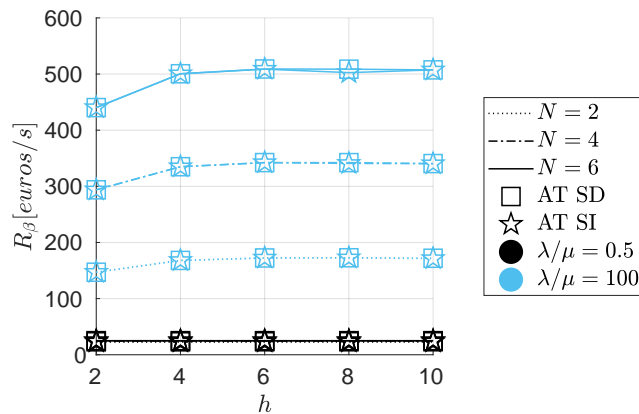 600
500
400
300
200
100
0
2
4
6
8
10
h
R_β[euros/s]
N = 2
N = 4
N = 6
AT SD
AT SI
λ/μ = 0.5
λ/μ = 100